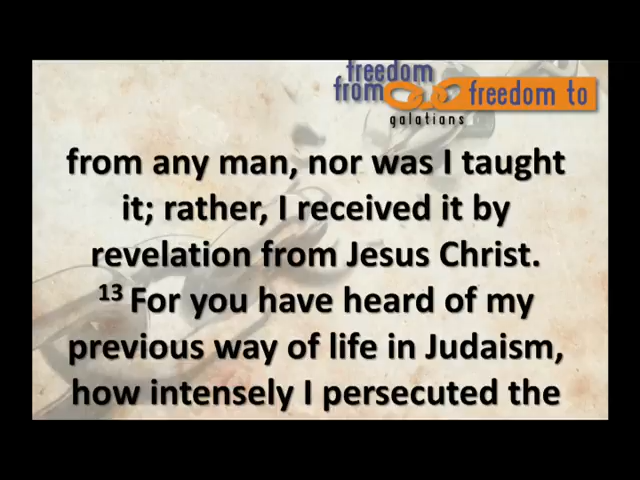 freedom
from
freedom to
galatians
from any man, nor was I taught
it; rather, I received it by
revelation from Jesus Christ.
13 For you have heard of my
previous way of life in Judaism,
how intensely I persecuted the